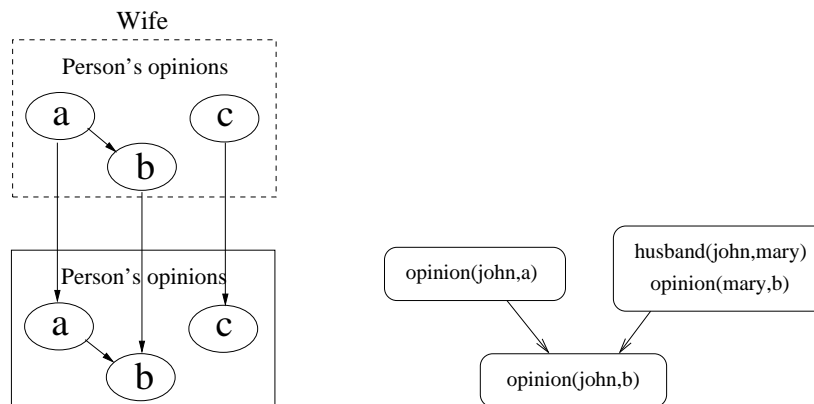 Wife
Person's opinions
a
c
b
Person's opinions
a
c
b
opinion(john,a)
husband(john,mary)
opinion(mary,b)
opinion(john,b)